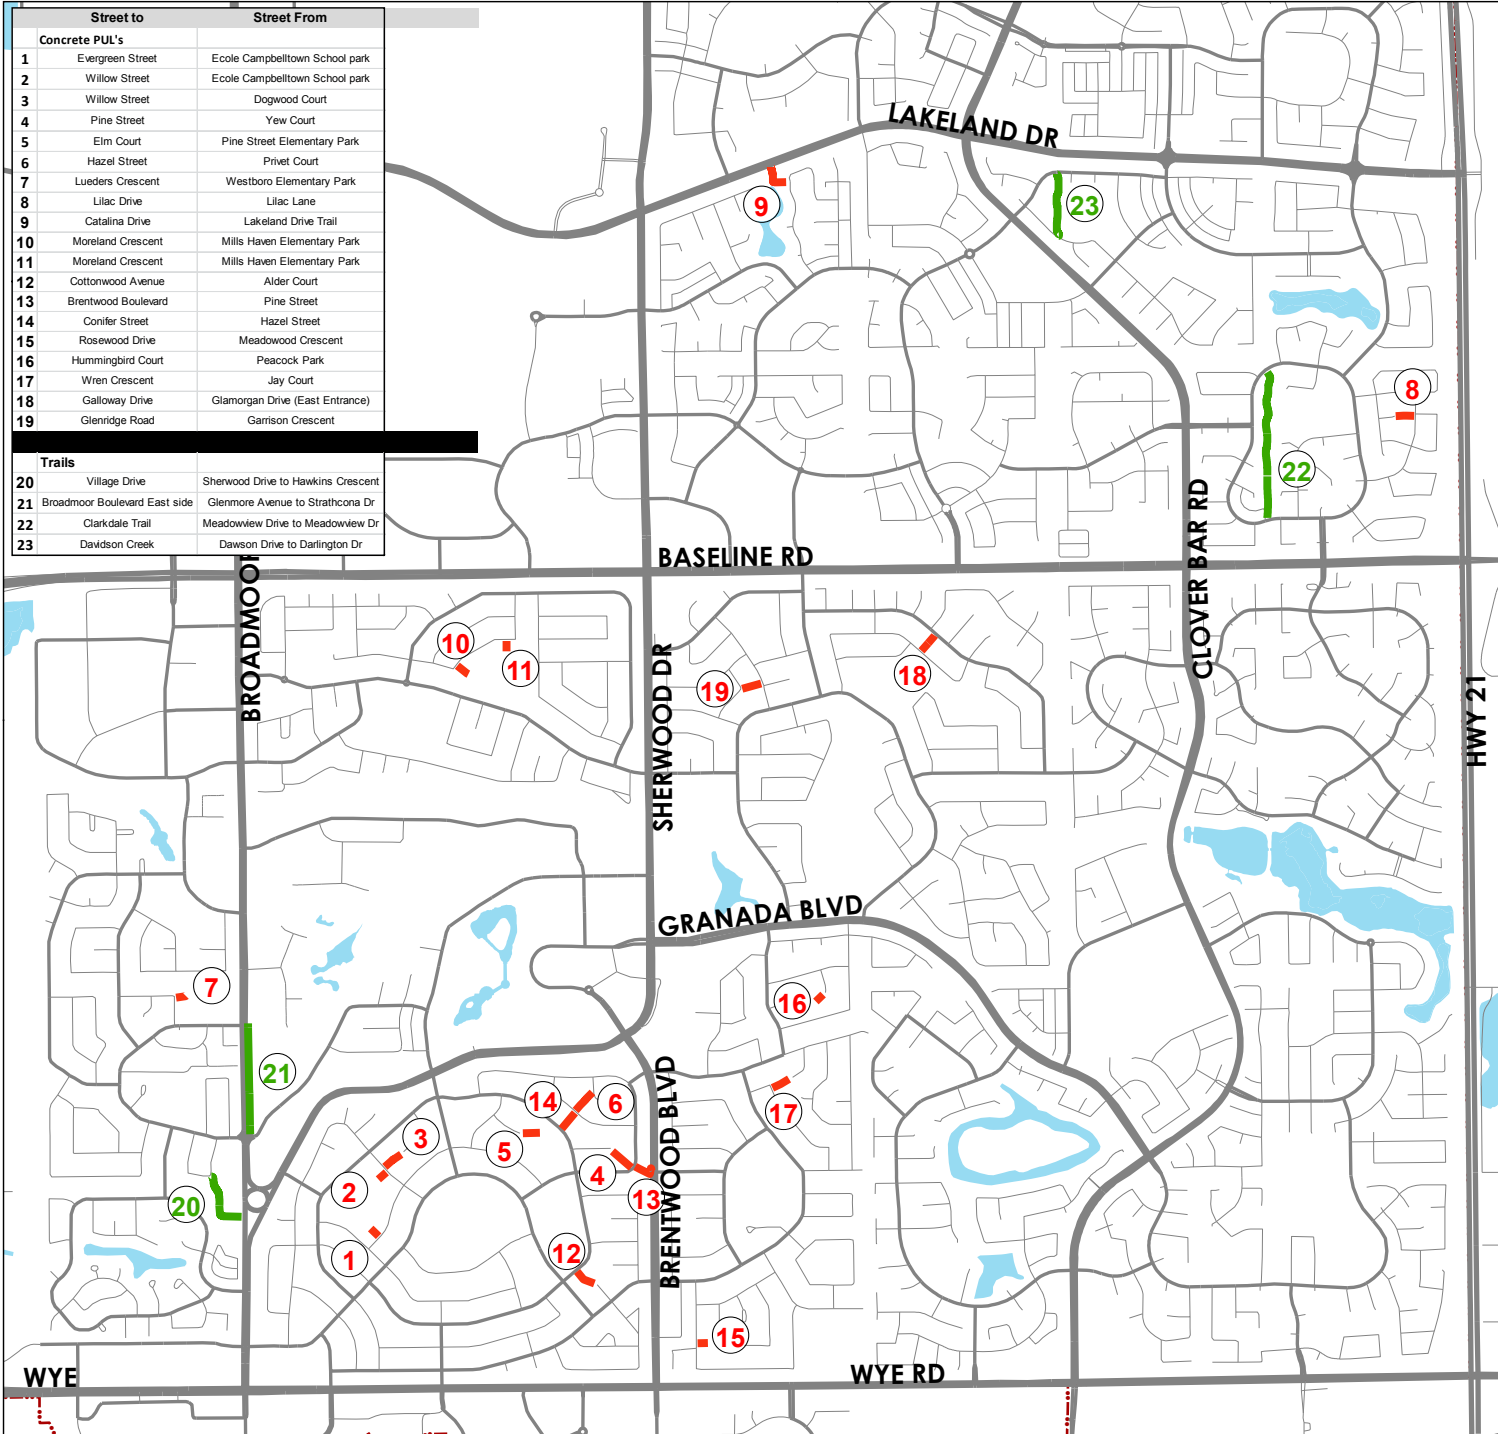 Street to Street From
Concrete PUL's
1 Evergreen Street Ecole Campbelltown School park
2 Willow Street Ecole Campbelltown School park
3 Willow Street Dogwood Court
4 Pine Street Yew Court
5 Elm Court Pine Street Elementary Park
6 Hazel Street Privet Court
7 Lueders Crescent Westboro Elementary Park
8 Lilac Drive Lilac Lane
9 Catalina Drive Lakeland Drive Trail
10 Moreland Crescent Mills Haven Elementary Park
11 Moreland Crescent Mills Haven Elementary Park
12 Cottonwood Avenue Alder Court
13 Brentwood Boulevard Pine Street
14 Conifer Street Hazel Street
15 Rosewood Drive Meadowood Crescent
16 Hummingbird Court Peacock Park
17 Wren Crescent Jay Court
18 Galloway Drive Glamorgan Drive (East Entrance)
19 Glenridge Road Garrison Crescent
Trails
20 Village Drive Sherwood Drive to Hawkins Crescent
21 Broadmoor Boulevard East side Glenmore Avenue to Strathcona Dr
22 Clarkdale Trail Meadowview Drive to Meadowview Dr
23 Davidson Creek Dawson Drive to Darlington Dr
LAKELAND DR
9
23
8
22
CLOVER BAR RD
BASELINE RD
BROADMOOR
10
11
SHERWOOD DR
19
18
HWY 21
GRANADA BLVD
7
16
21
14
6
17
3
5
4
BRENTWOOD BLVD
2
20
13
1
12
15
WYE
WYE RD